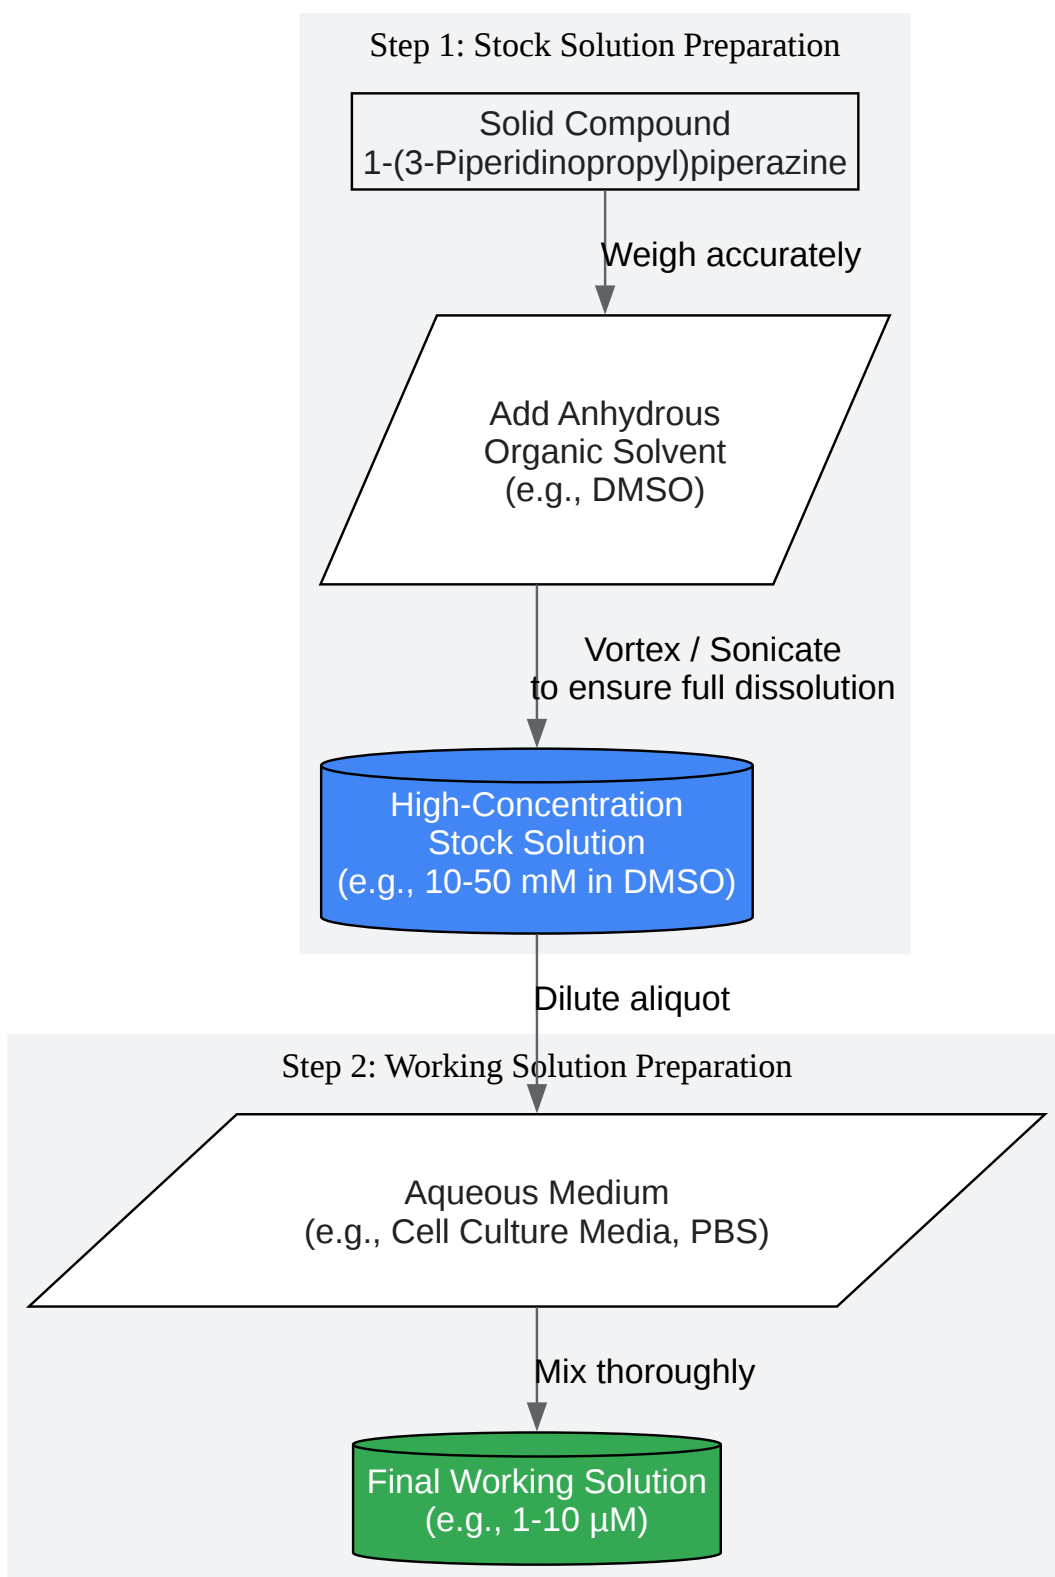 Step 1: Stock Solution Preparation
Solid Compound
1-(3-Piperidinopropyl)piperazine
Weigh accurately
Add Anhydrous
Organic Solvent
(e.g., DMSO)
Vortex / Sonicate
to ensure full dissolution
High-Concentration
Stock Solution
(e.g., 10-50 mM in DMSO)
Dilute aliquot
Step 2: Working Solution Preparation
Aqueous Medium
(e.g., Cell Culture Media, PBS)
Mix thoroughly
Final Working Solution
(e.g., 1-10 µM)